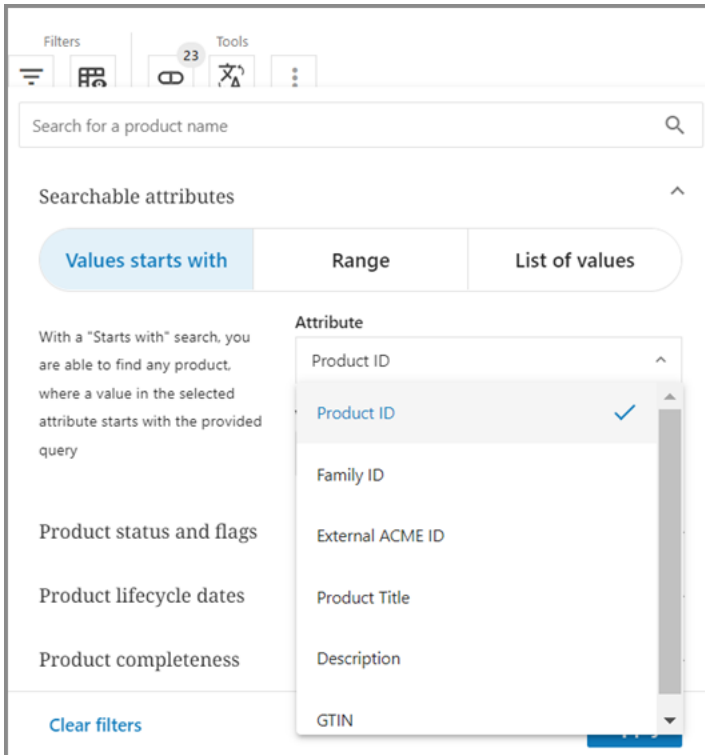 Filters
Tools
23
Search for a product name
Searchable attributes
Values starts with
Range
List of values
With a "Starts with" search, you
are able to find any product,
where a value in the selected
attribute starts with the provided
query
Attribute
Product ID
Product ID
Family ID
External ACME ID
Product Title
Description
GTIN
Product status and flags
Product lifecycle dates
Product completeness
Clear filters